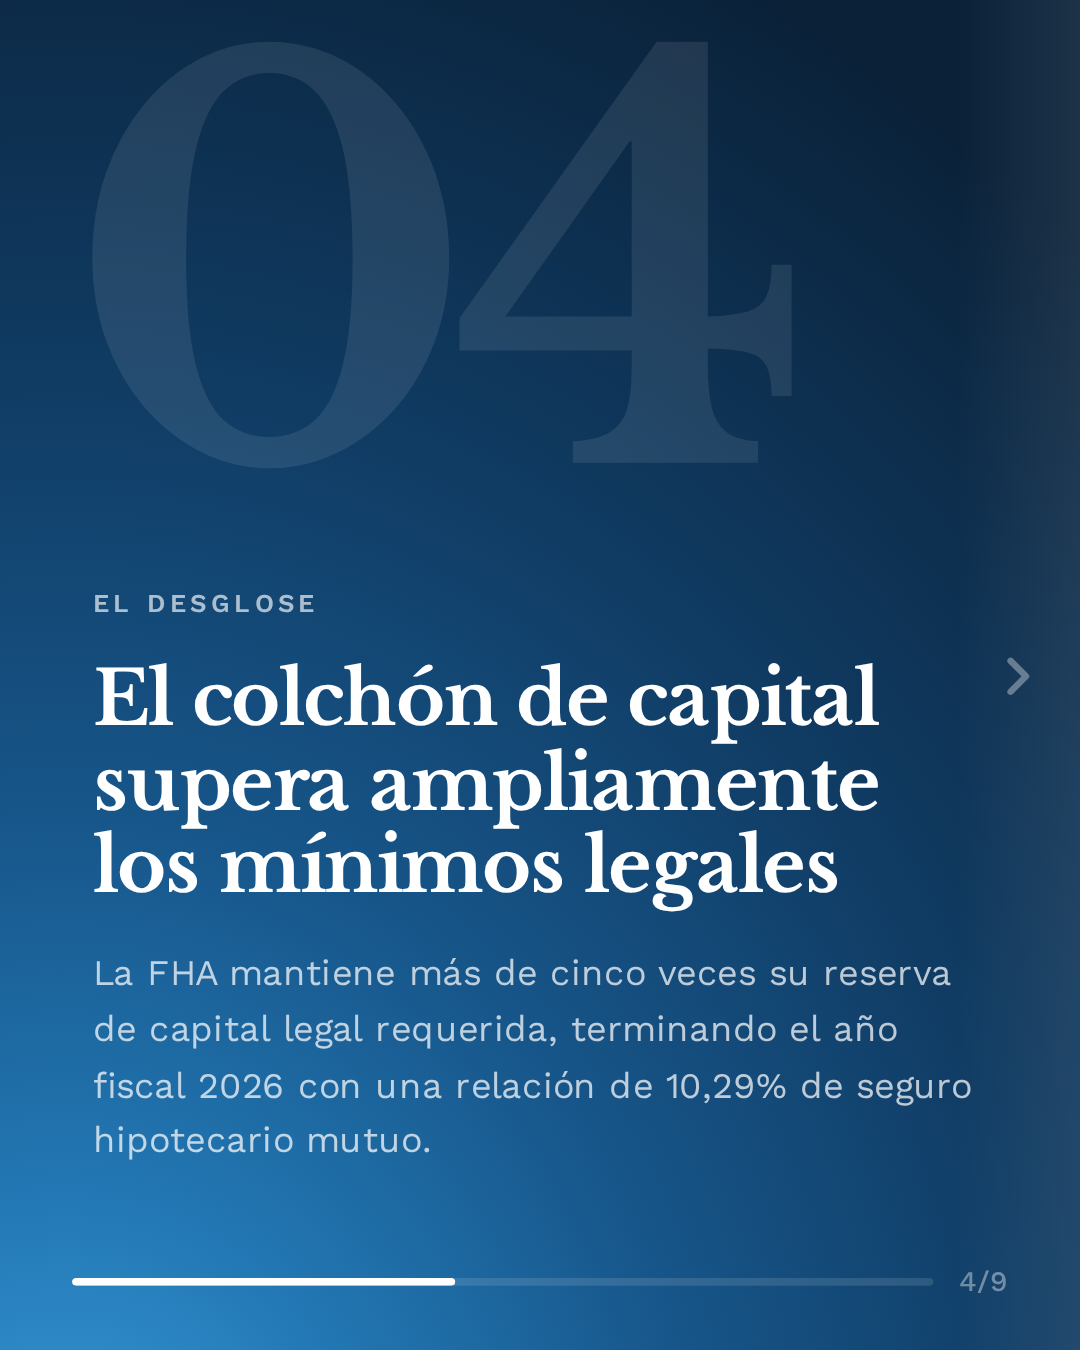 04
EL DESGLOSE
El colchón de capital
supera ampliamente
los mínimos legales
La FHA mantiene más de cinco veces su reserva
de capital legal requerida, terminando el año
fiscal 2026 con una relación de 10,29% de seguro
hipotecario mutuo.
4/9